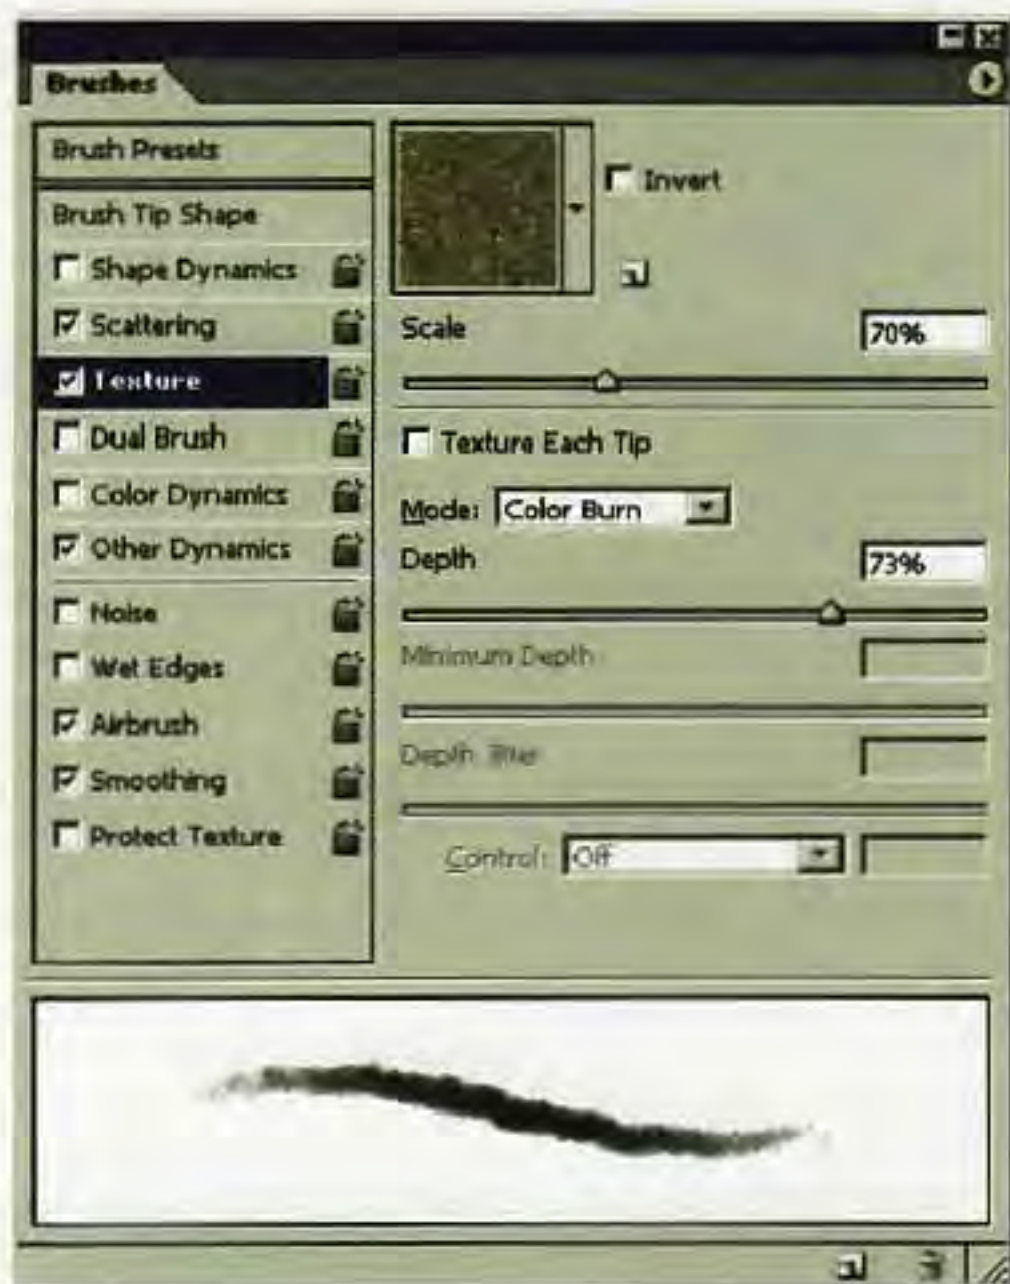 Brushes
Brush Presets
Brush Tip Shape
Shape Dynamics
Scattering
Texture
Dual Brush
Color Dynamics
Other Dynamics
Noise
Wet Edges
Airbrush
Smoothing
Protect Texture
Invert
Scale 70%
Texture Each Tip
Mode: Color Burn
Depth 73%
Minimum Depth
Depth Jitter
Control: Off